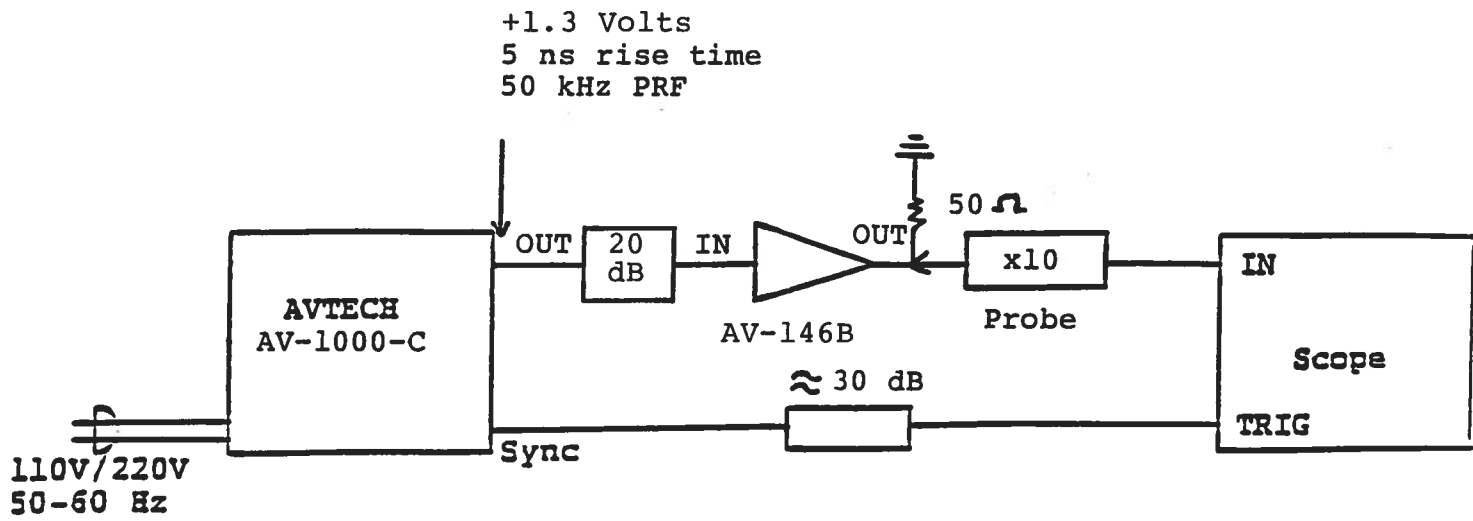 +1.3 Volts
5 ns rise time
50 kHz PRF
OUT
20
dB
IN
OUT
50 Ω
x10
Probe
IN
AVTECH
AV-1000-C
AV-146B
Scope
≈ 30 dB
TRIG
Sync
110V/220V
50-60 Hz